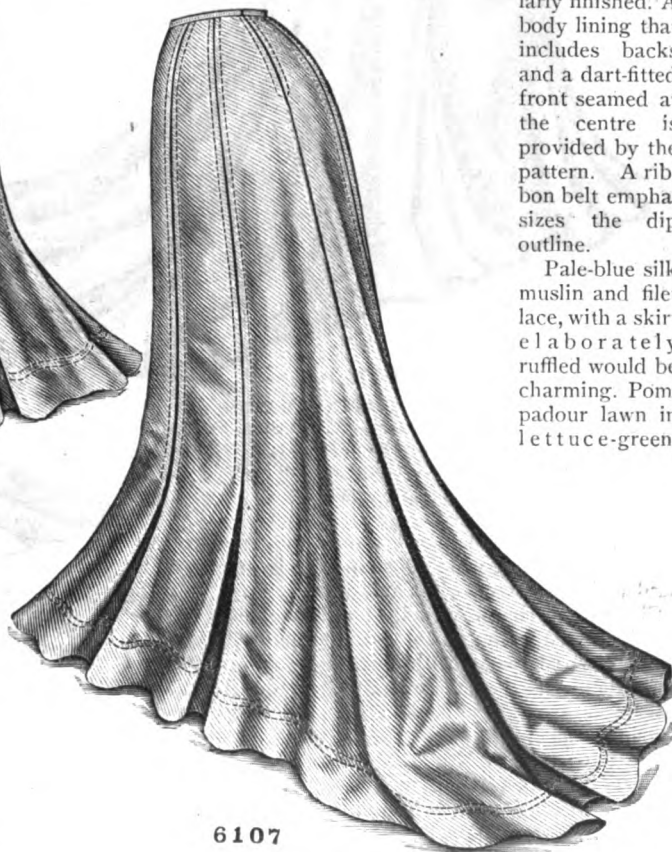 larly finished. A
body lining tha
includes backs
and a dart-fitted
front seamed a
the centre is
provided by the
pattern. A rib
bon belt empha
sizes the dip
outline.
Pale-blue silk
muslin and file
lace, with a skir
elaborately
ruffled would be
charming. Pom
padour lawn in
lettuce-green
6107